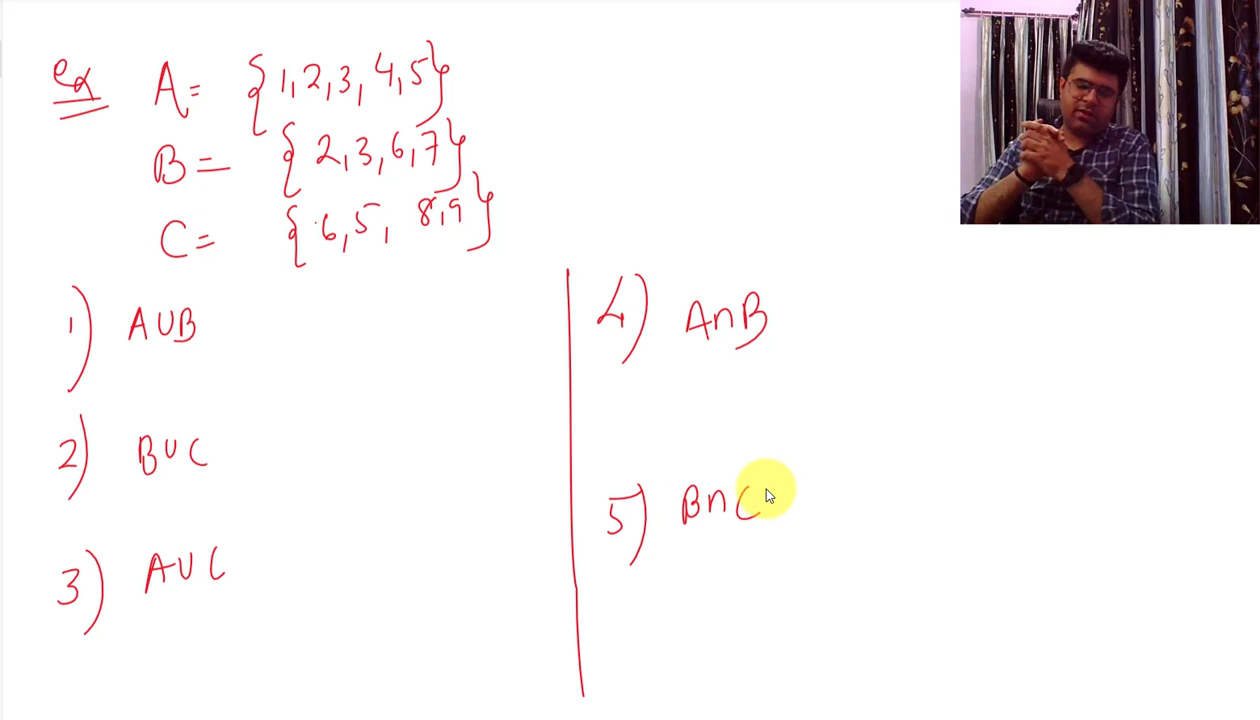 ex A = {1, 2, 3, 4, 5}
B = {2, 3, 6, 7}
C = {6, 5, 8, 9}
1) A∪B
2) B∪C
3) A∪C
4) A∩B
5) B∩C